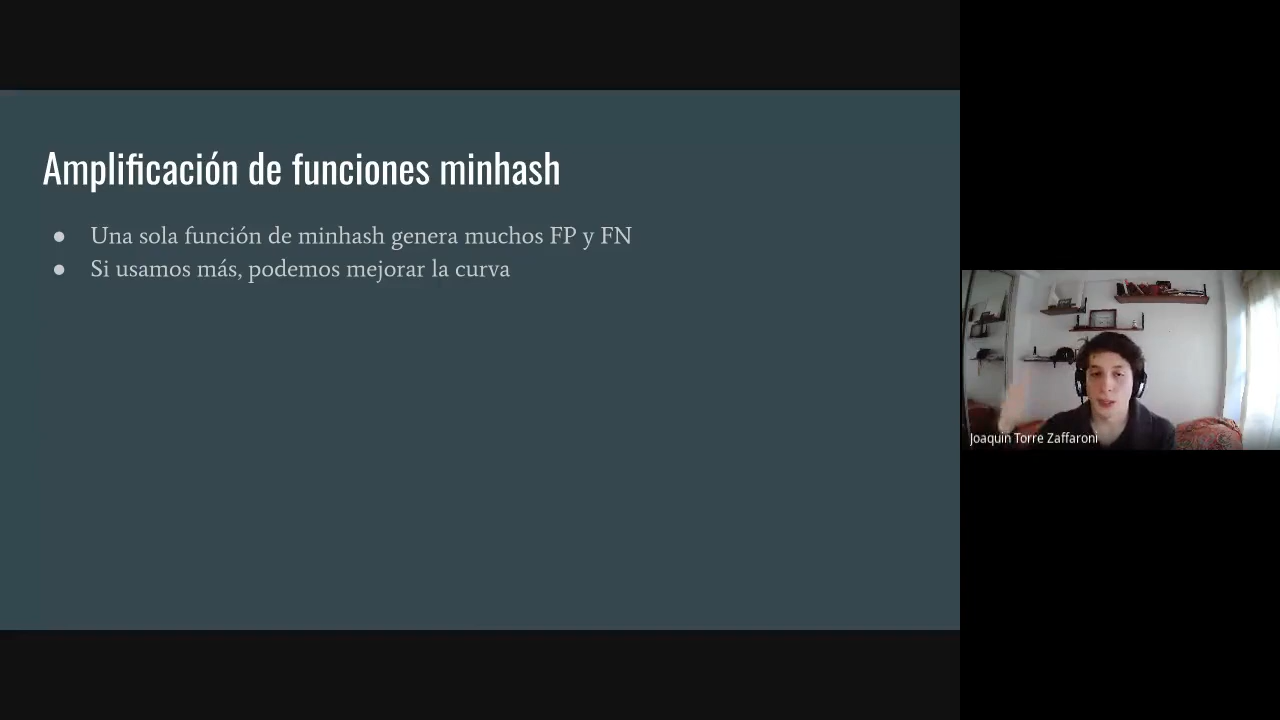 Amplificación de funciones minhash
● Una sola función de minhash genera muchos FP y FN
● Si usamos más, podemos mejorar la curva
Joaquin Torre Zaffaroni